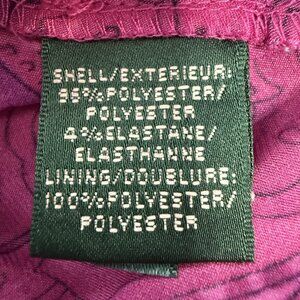 SHELL/EXTERIEUR:
96%POLYESTER/
POLYESTER
4%ELASTANE/
ELASTHANNE
LINING/DOUBLURE:
100%POLYESTER/
POLYESTER